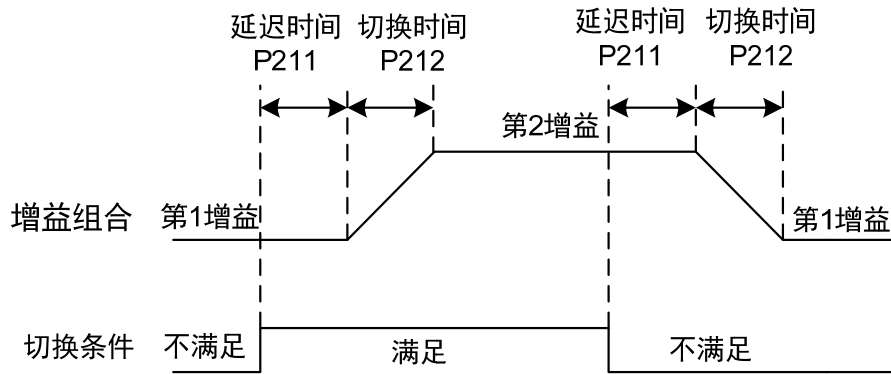 延迟时间 切换时间 延迟时间 切换时间
P211 P212 P211 P212
第2增益
增益组合 第1增益 第1增益
切换条件 不满足 满足 不满足